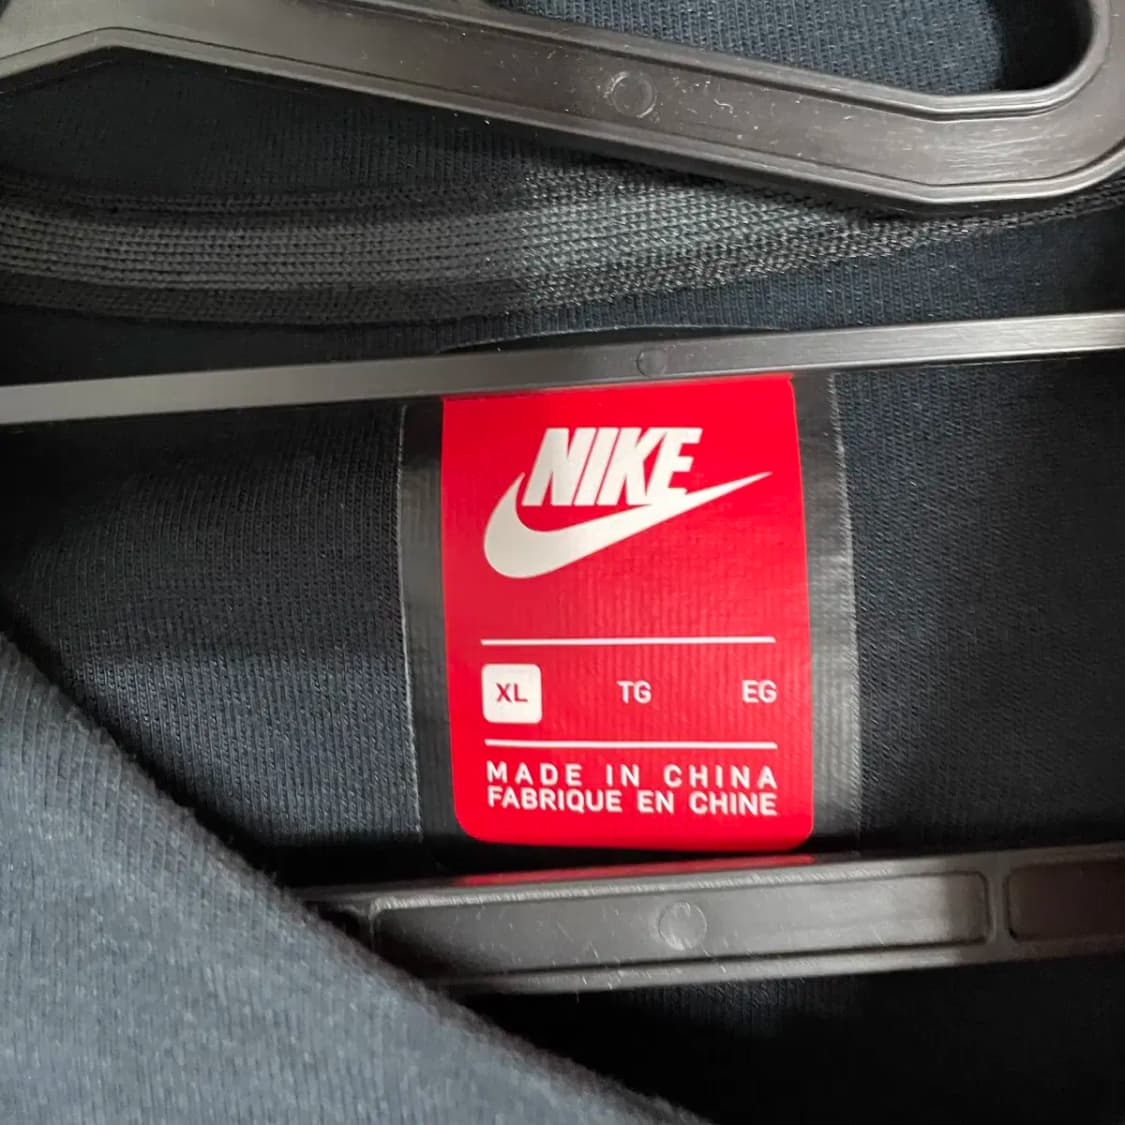 NIKE
XL TG EG
MADE IN CHINA
FABRIQUE EN CHINE